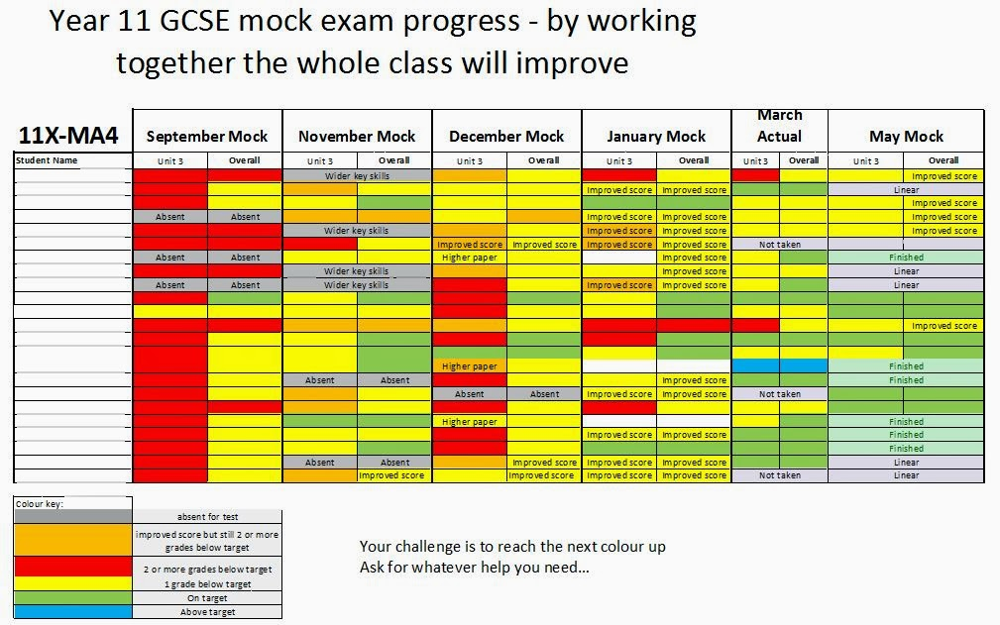 Year 11 GCSE mock exam progress - by working
together the whole class will improve
11X-MA4 September Mock November Mock December Mock January Mock March Actual May Mock
Student Name Unit 3 Overall Unit 3 Overall Unit 3 Overall Unit 3 Overall Unit 3 Overall Unit 3 Overall
Wider key skills Improved score
Improved score Improved score Linear
Improved score
Absent Absent Improved score Improved score Improved score
Wider key skills Improved score Improved score Improved score
Improved score Improved score Improved score Improved score Not taken
Absent Absent Higher paper Improved score Finished
Wider key skills Improved score Linear
Absent Absent Wider key skills Improved score Improved score Linear
Improved score
Higher paper Finished
Absent Absent Improved score Finished
Absent Absent Improved score Improved score Not taken
Higher paper Finished
Improved score Improved score Finished
Finished
Absent Absent Improved score Improved score Improved score Linear
Improved score Improved score Improved score Improved score Not taken Linear
Colour key:
absent for test
improved score but still 2 or more
grades below target
2 or more grades below target
1 grade below target
On target
Above target
Your challenge is to reach the next colour up
Ask for whatever help you need...